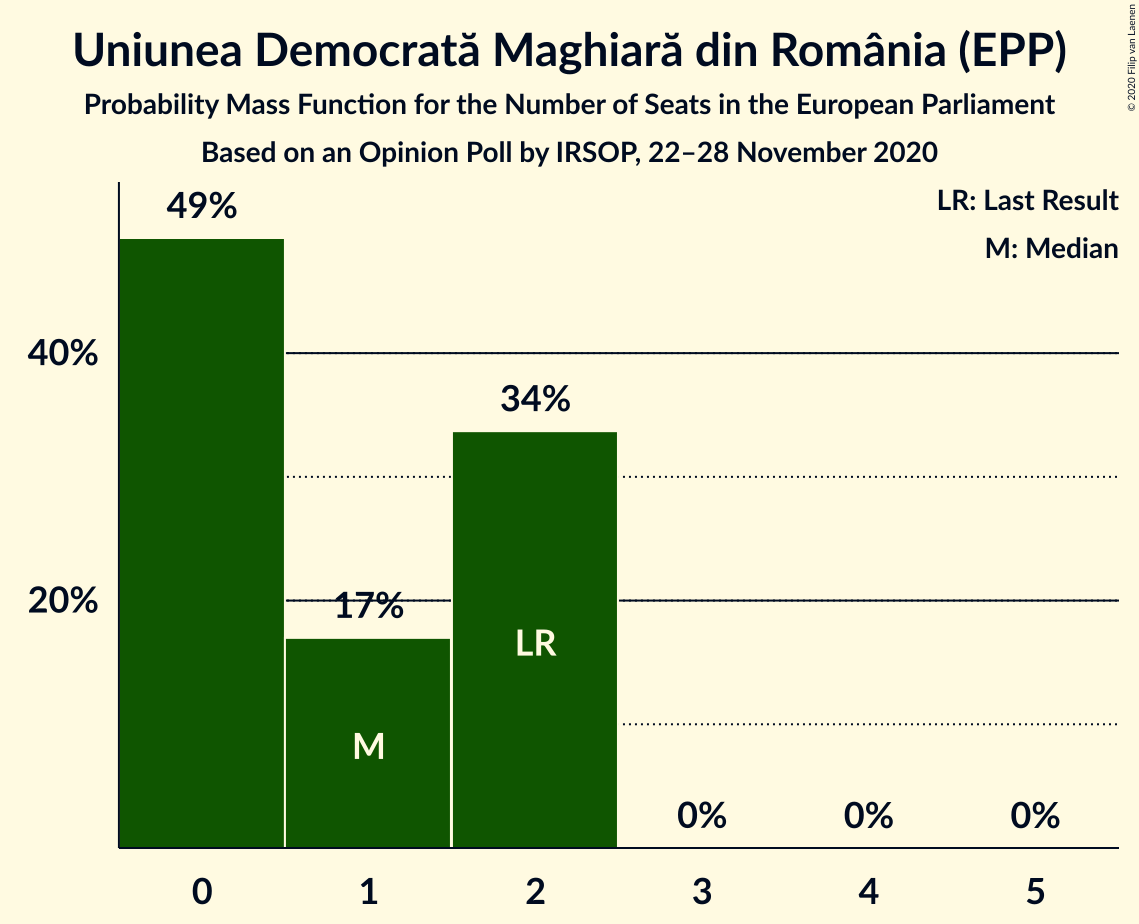 Uniunea Democrată Maghiară din România (EPP)
Probability Mass Function for the Number of Seats in the European Parliament
Based on an Opinion Poll by IRSOP, 22–28 November 2020
© 2020 Filip van Laenen
LR: Last Result
M: Median
49%
40%
34%
20%
17%
LR
M
0% 0% 0%
0 1 2 3 4 5